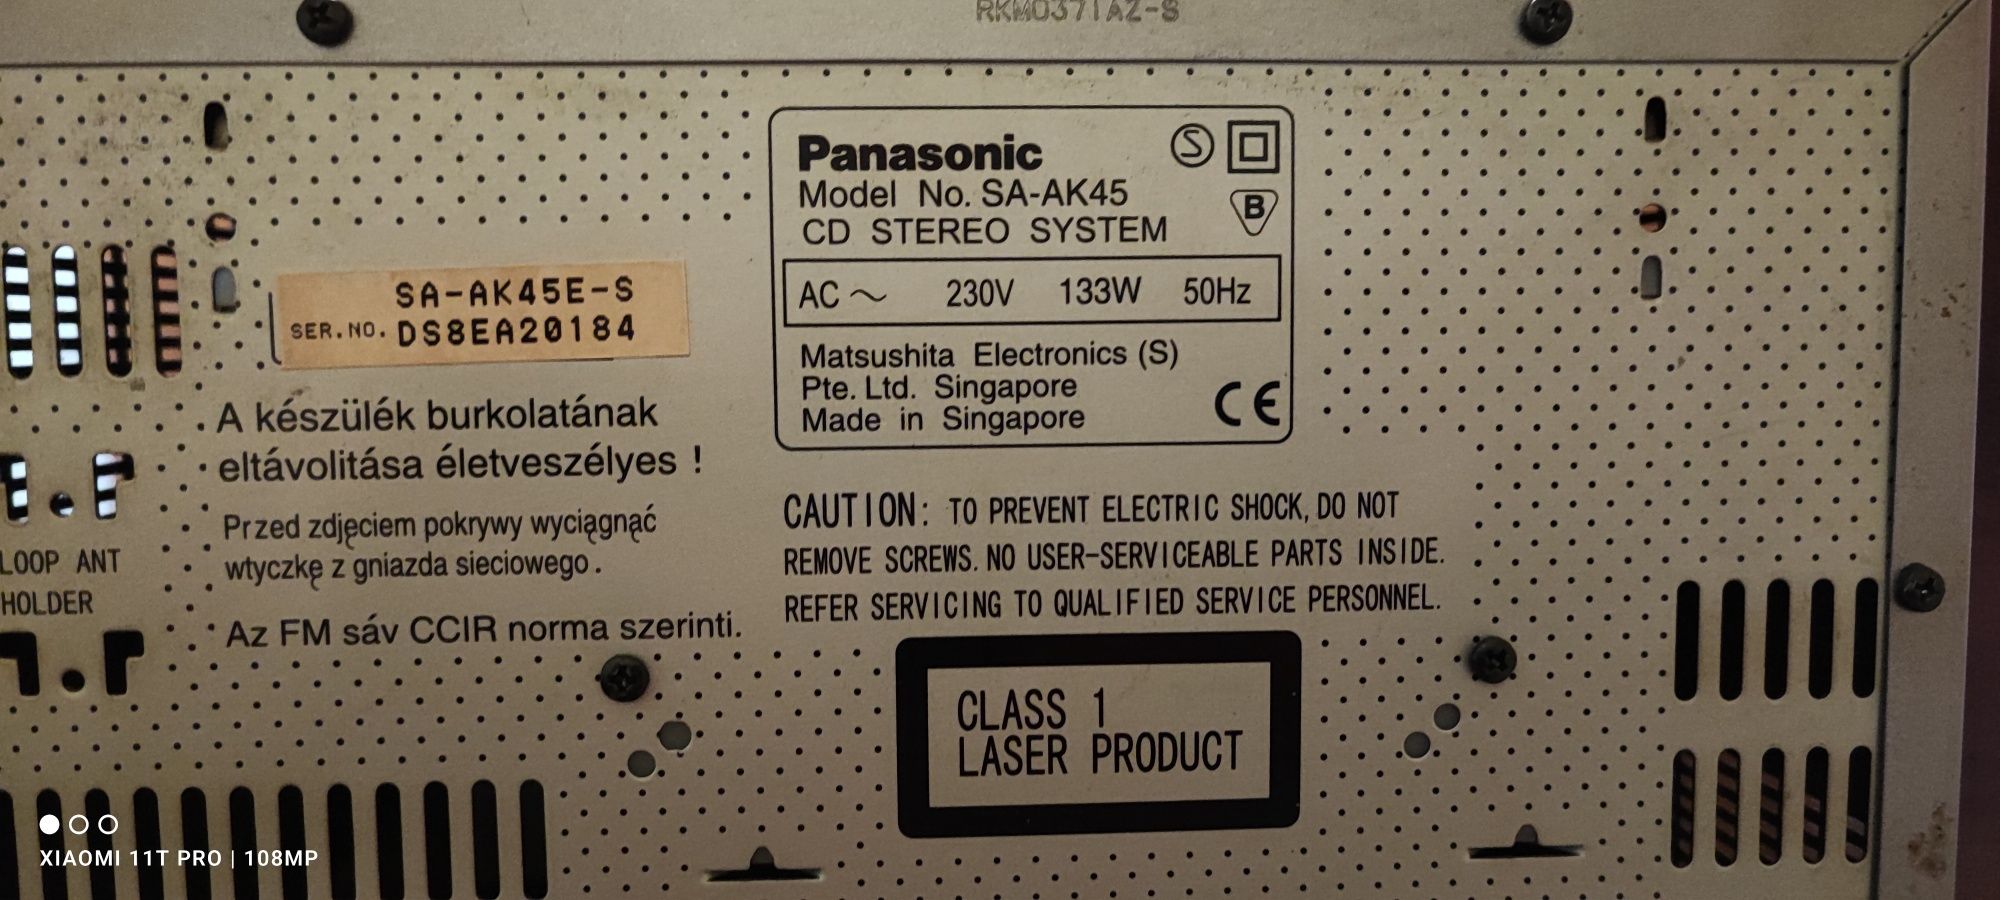 RKM0371AZ-S
Panasonic
Model No. SA-AK45
CD STEREO SYSTEM
B
AC ~ 230V 133W 50Hz
Matsushita Electronics (S)
Pte. Ltd. Singapore
Made in Singapore
CE
SA-AK45E-S
SER.NO. DS8EA20184
A készülék burkolatának
eltávolitása életveszélyes !
Przed zdjęciem pokrywy wyciągnąć
wtyczkę z gniazda sieciowego.
Az FM sáv CCIR norma szerinti.
LOOP ANT
HOLDER
CAUTION: TO PREVENT ELECTRIC SHOCK, DO NOT
REMOVE SCREWS. NO USER-SERVICEABLE PARTS INSIDE.
REFER SERVICING TO QUALIFIED SERVICE PERSONNEL.
CLASS 1
LASER PRODUCT
XIAOMI 11T PRO | 108MP